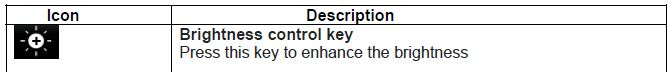 Icon Description
Brightness control key
Press this key to enhance the brightness